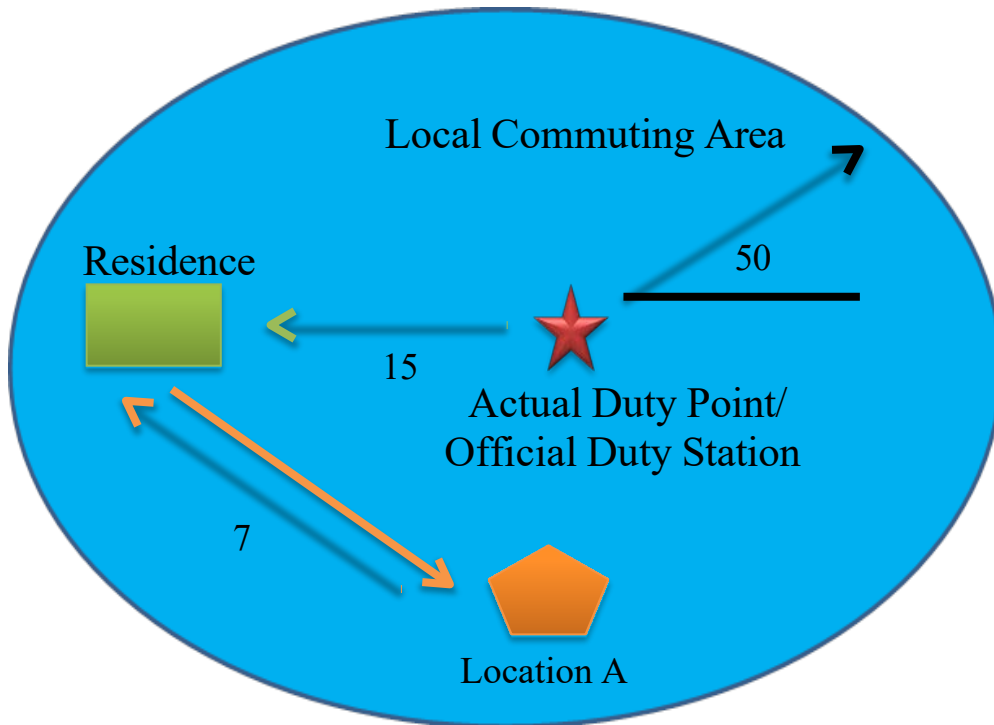 Local Commuting Area
Residence
50
15
Actual Duty Point/
Official Duty Station
7
Location A